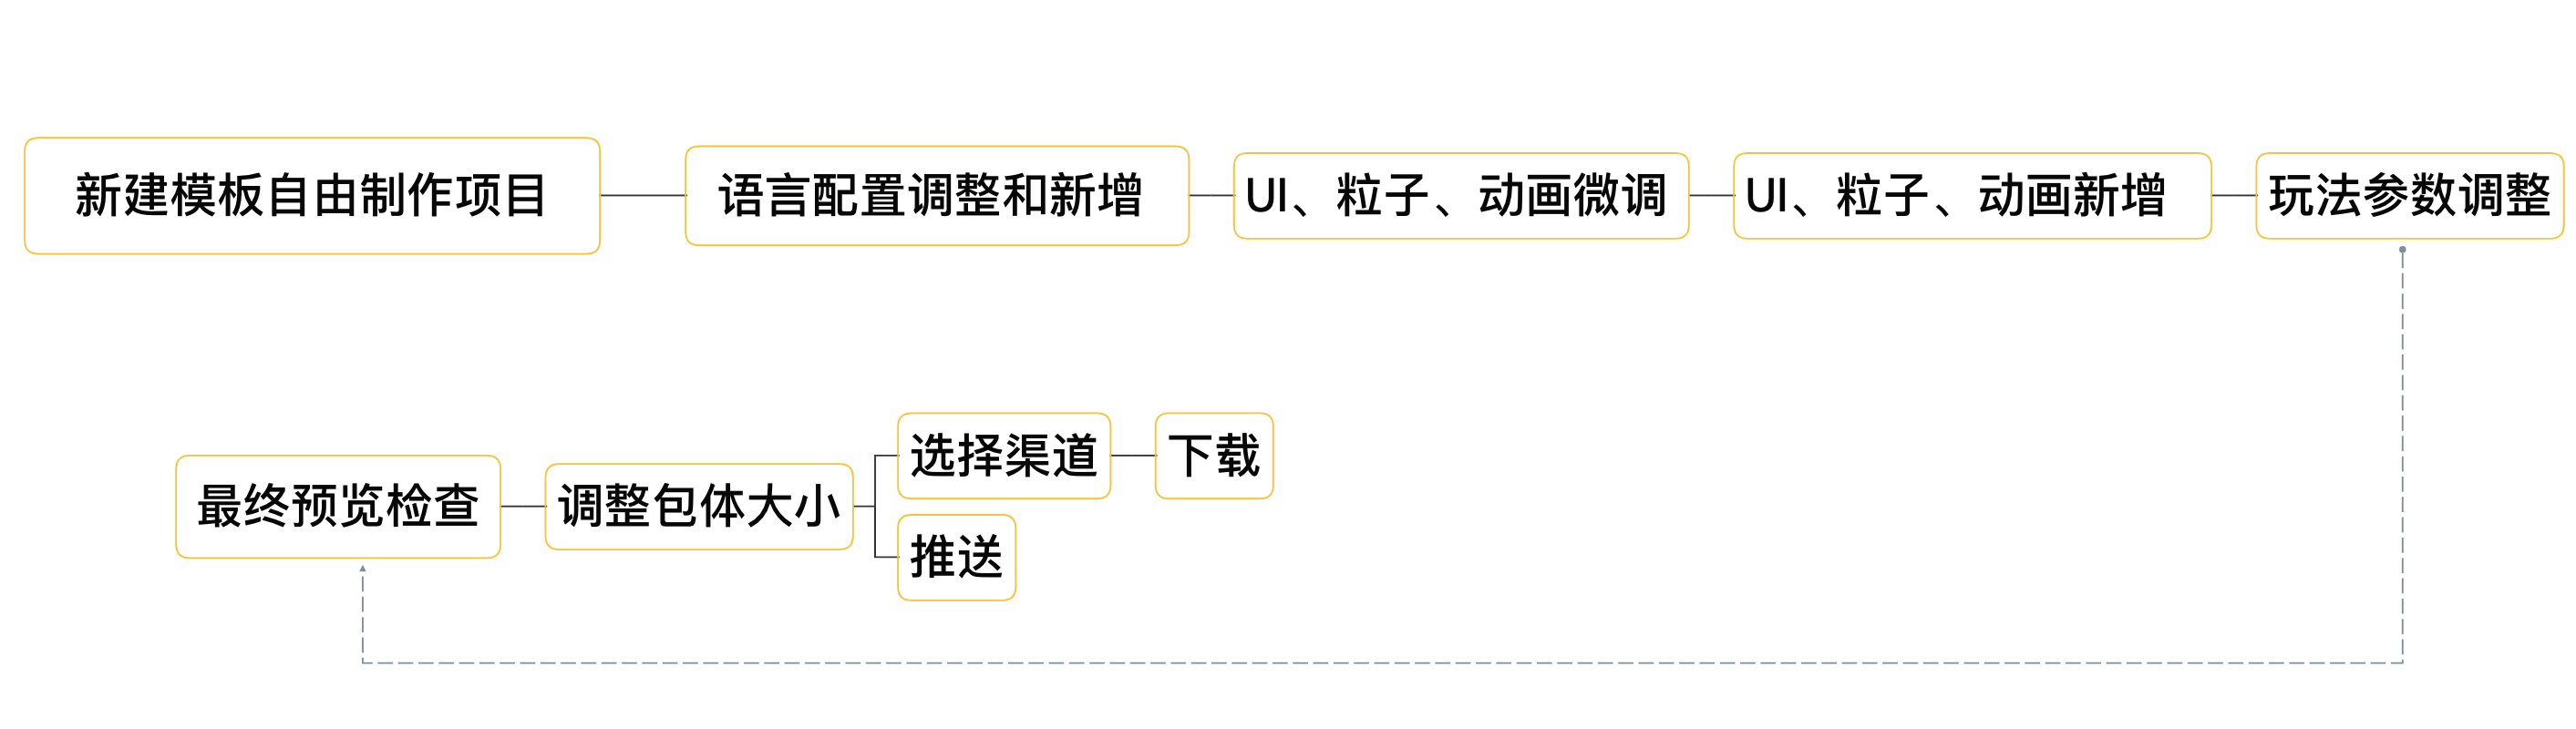 新建模板自由制作项目
语言配置调整和新增
UI、粒子、动画微调
UI、粒子、动画新增
玩法参数调整
最终预览检查
调整包体大小
选择渠道
下载
推送